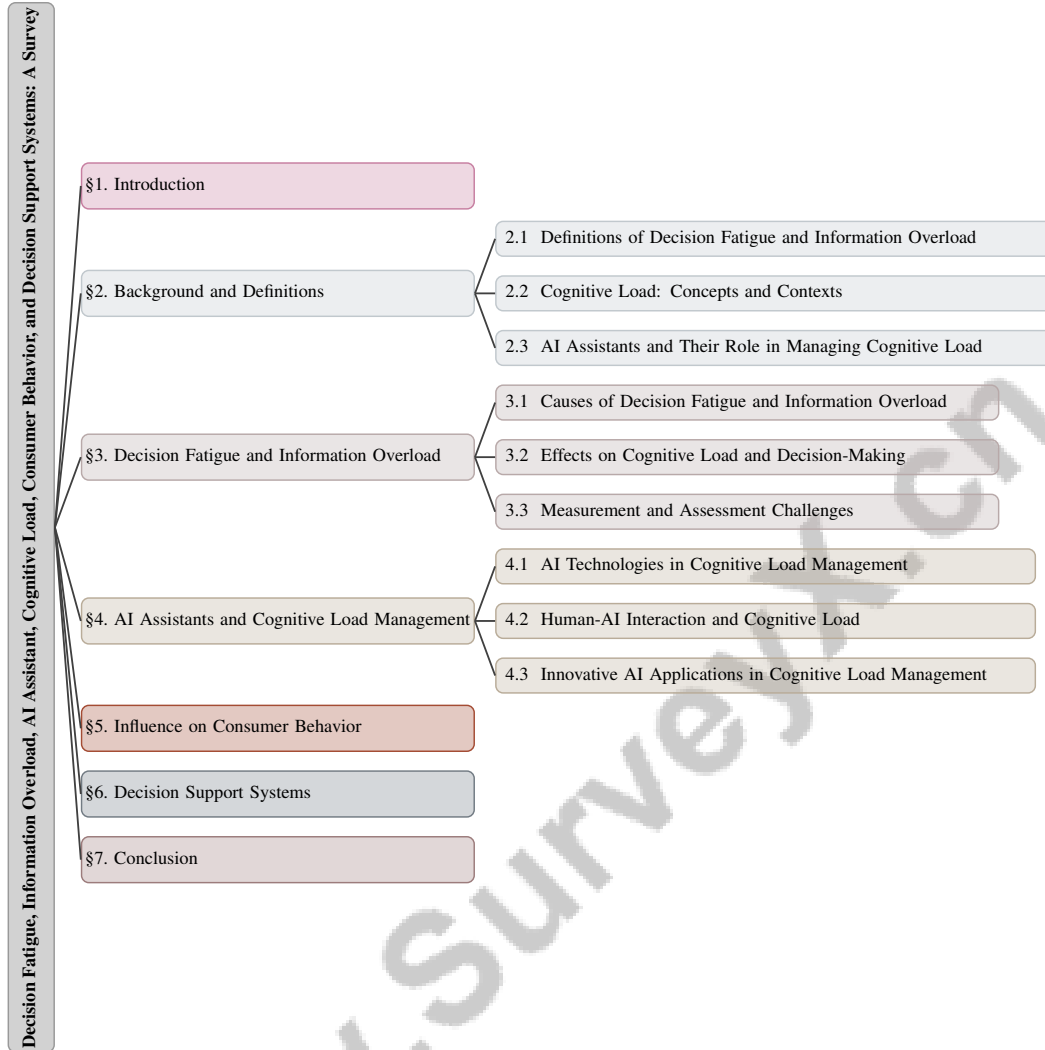 Decision Fatigue, Information Overload, AI Assistant, Cognitive Load, Consumer Behavior, and Decision Support Systems: A Survey
§1. Introduction
§2. Background and Definitions
2.1 Definitions of Decision Fatigue and Information Overload
2.2 Cognitive Load: Concepts and Contexts
2.3 AI Assistants and Their Role in Managing Cognitive Load
§3. Decision Fatigue and Information Overload
3.1 Causes of Decision Fatigue and Information Overload
3.2 Effects on Cognitive Load and Decision-Making
3.3 Measurement and Assessment Challenges
§4. AI Assistants and Cognitive Load Management
4.1 AI Technologies in Cognitive Load Management
4.2 Human-AI Interaction and Cognitive Load
4.3 Innovative AI Applications in Cognitive Load Management
§5. Influence on Consumer Behavior
§6. Decision Support Systems
§7. Conclusion
.SurveyX.cn